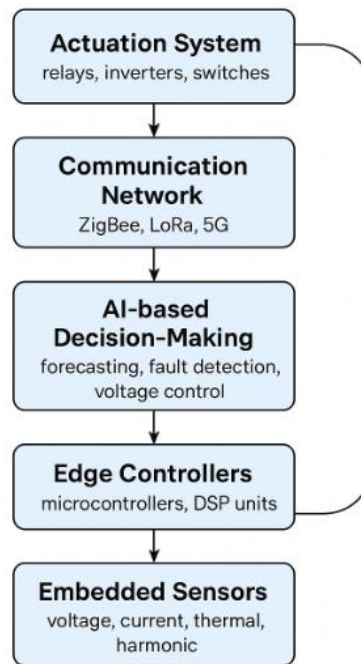 Actuation System
relays, inverters, switches
Communication
Network
ZigBee, LoRa, 5G
AI-based
Decision-Making
forecasting, fault detection,
voltage control
Edge Controllers
microcontrollers, DSP units
Embedded Sensors
voltage, current, thermal,
harmonic